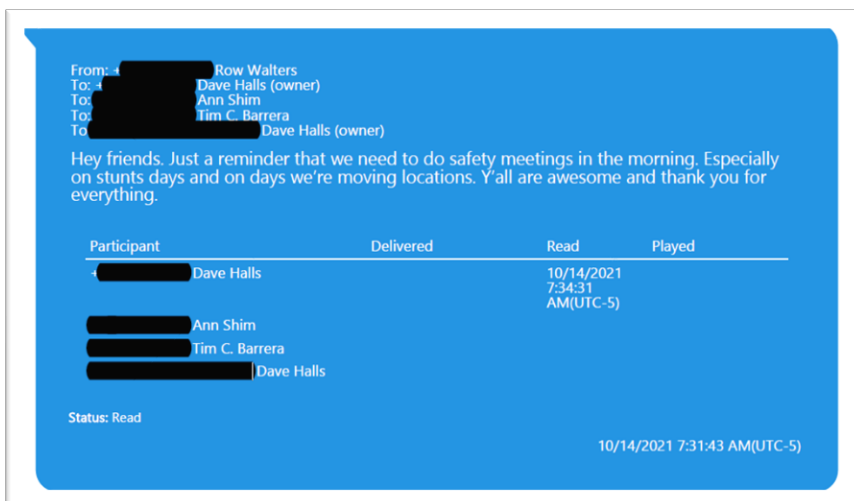 From: + Row Walters
To: + Dave Halls (owner)
To: Ann Shim
To: Tim C. Barrera
To Dave Halls (owner)
Hey friends. Just a reminder that we need to do safety meetings in the morning. Especially
on stunts days and on days we're moving locations. Y'all are awesome and thank you for
everything.
Participant Delivered Read Played
+ Dave Halls 10/14/2021
7:34:31
AM(UTC-5)
Ann Shim
Tim C. Barrera
Dave Halls
Status: Read
10/14/2021 7:31:43 AM(UTC-5)